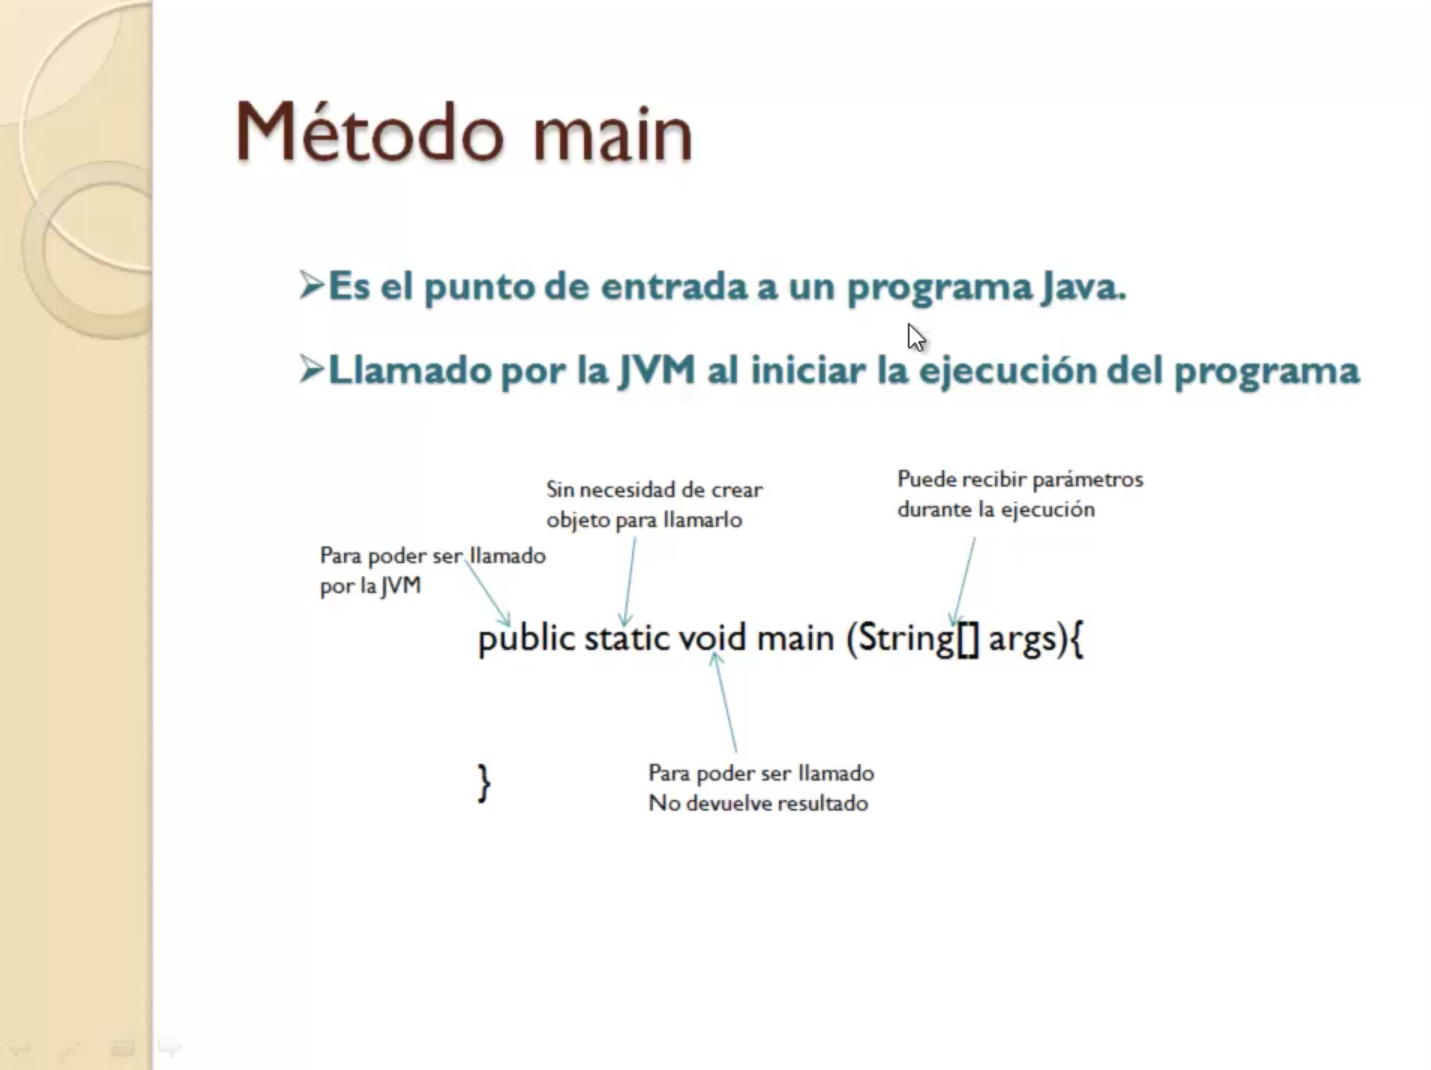 Método main
➢Es el punto de entrada a un programa Java.
➢Llamado por la JVM al iniciar la ejecución del programa
Puede recibir parámetros
durante la ejecución
Sin necesidad de crear
objeto para llamarlo
Para poder ser llamado
por la JVM
public static void main (String[] args){
}
Para poder ser llamado
No devuelve resultado